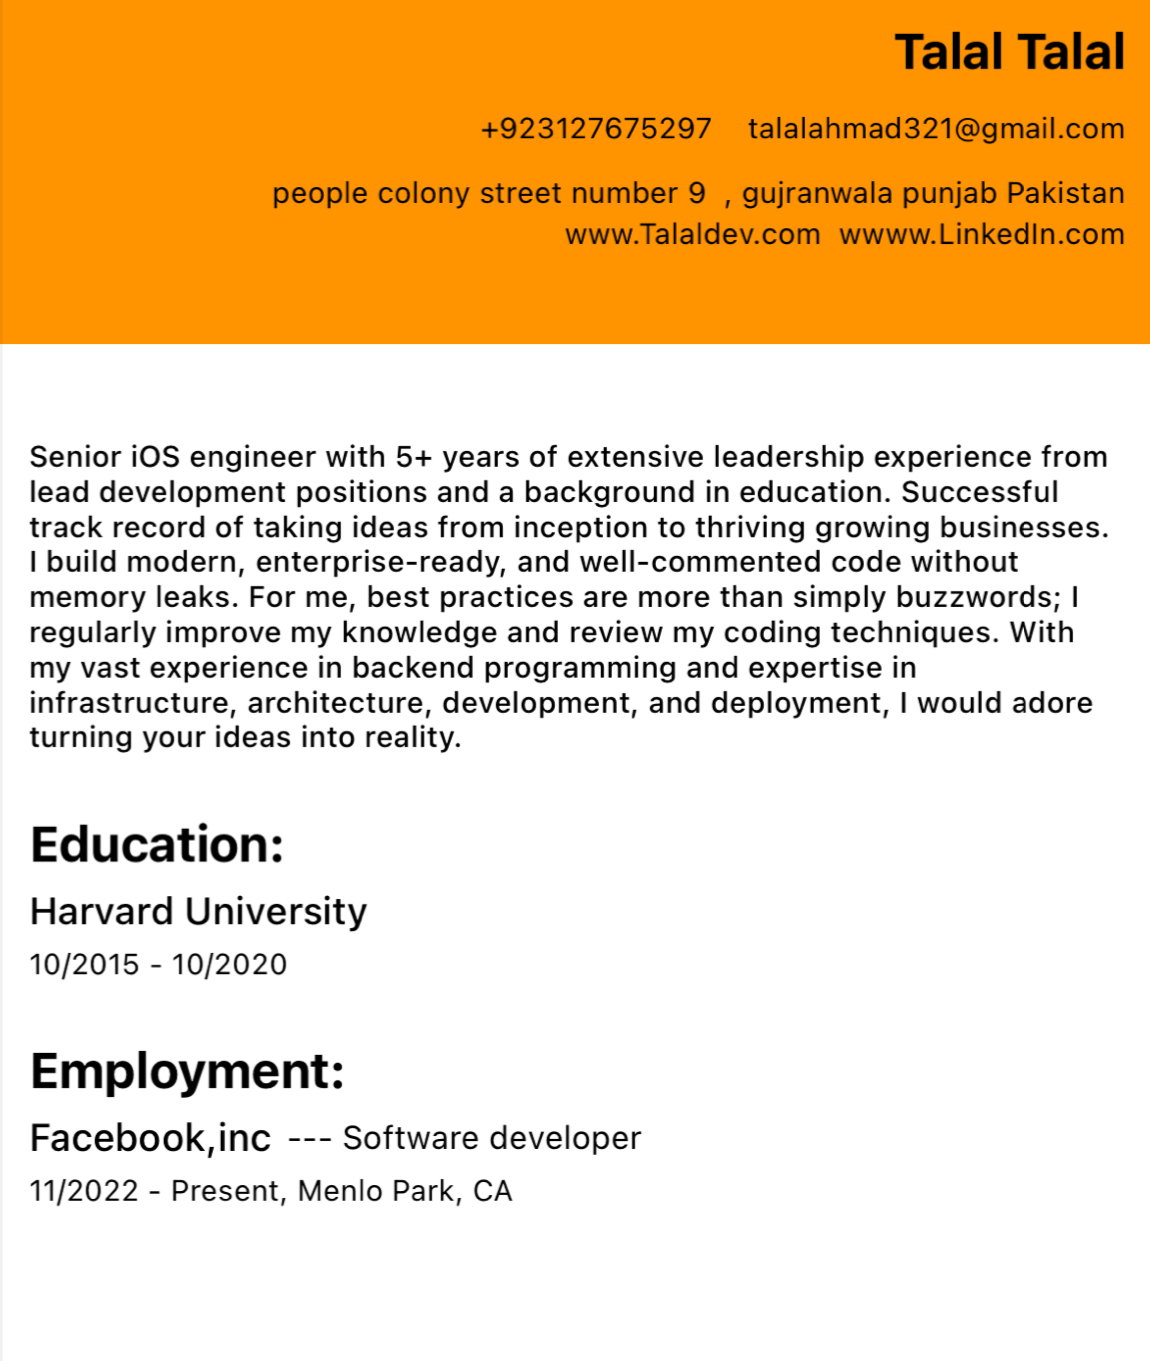 Talal Talal
+923127675297 talalahmad321@gmail.com
people colony street number 9 , gujranwala punjab Pakistan
www.Talaldev.com wwww.LinkedIn.com
Senior iOS engineer with 5+ years of extensive leadership experience from
lead development positions and a background in education. Successful
track record of taking ideas from inception to thriving growing businesses.
I build modern, enterprise-ready, and well-commented code without
memory leaks. For me, best practices are more than simply buzzwords; I
regularly improve my knowledge and review my coding techniques. With
my vast experience in backend programming and expertise in
infrastructure, architecture, development, and deployment, I would adore
turning your ideas into reality.
Education:
Harvard University
10/2015 - 10/2020
Employment:
Facebook,inc --- Software developer
11/2022 - Present, Menlo Park, CA